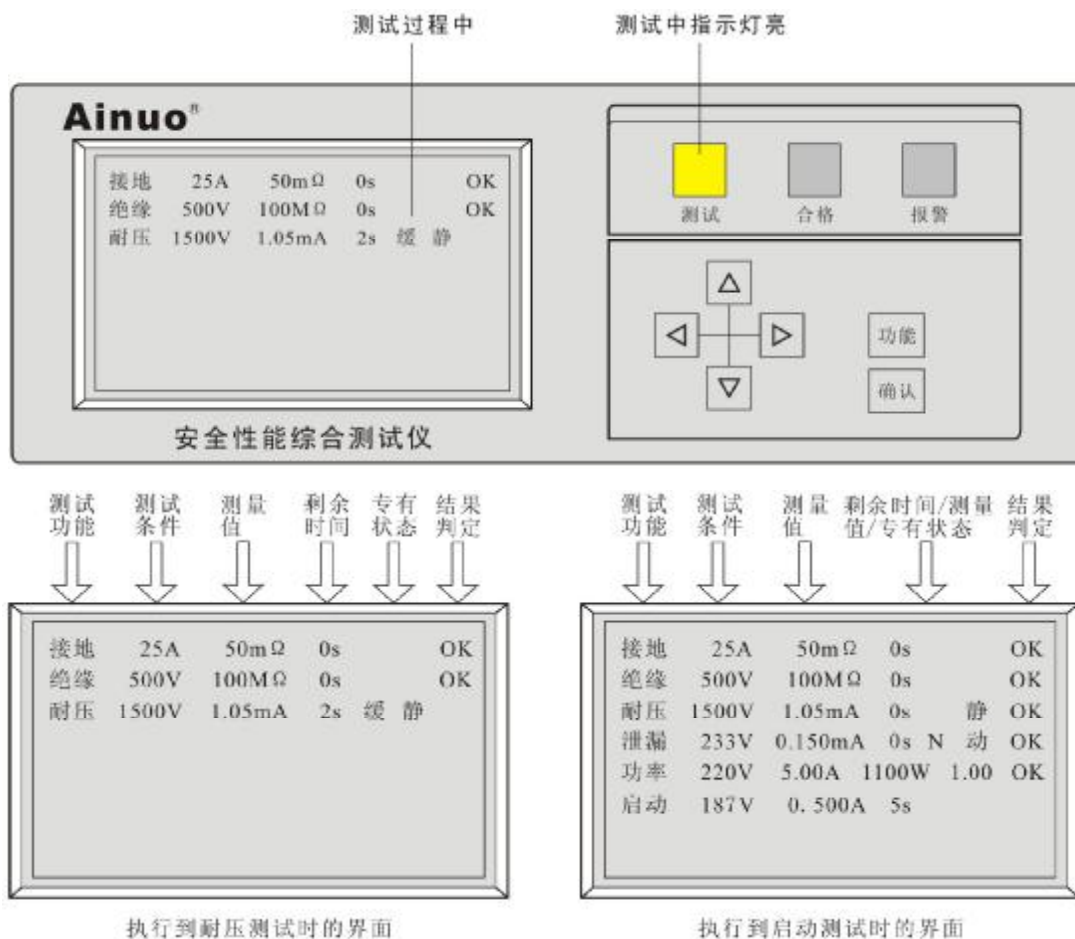 测试过程中 测试中指示灯亮
Ainuo®
接地 25A 50mΩ 0s OK
绝缘 500V 100MΩ 0s OK
耐压 1500V 1.05mA 2s 缓 静
安全性能综合测试仪
测试 合格 报警
功能
确认
测试功能 测试条件 测量值 剩余时间 专有状态 结果判定
接地 25A 50mΩ 0s OK
绝缘 500V 100MΩ 0s OK
耐压 1500V 1.05mA 2s 缓 静
执行到耐压测试时的界面
测试功能 测试条件 测量值 剩余时间/测量值/专有状态 结果判定
接地 25A 50mΩ 0s OK
绝缘 500V 100MΩ 0s OK
耐压 1500V 1.05mA 0s 静 OK
泄漏 233V 0.150mA 0s N 动 OK
功率 220V 5.00A 1100W 1.00 OK
启动 187V 0.500A 5s
执行到启动测试时的界面